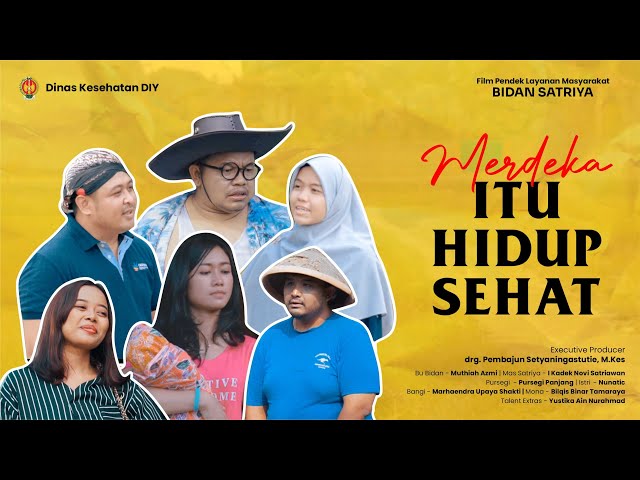 Dinas Kesehatan DIY
Film Pendek Layanan Masyarakat
BIDAN SATRIYA
Merdeka
ITU
HIDUP
SEHAT
Executive Producer
drg. Pembajun Setyaningastutie, M.Kes
Bu Bidan - Muthiah Azmi | Mas Satriya - I Kadek Novi Satriawan
Pursegi - Pursegi Panjang | Istri - Nunatic
Bangi - Marhaendra Upaya Shakti | Mona - Bilqis Binar Tamaraya
Talent Extras - Yustika Ain Nurahmad